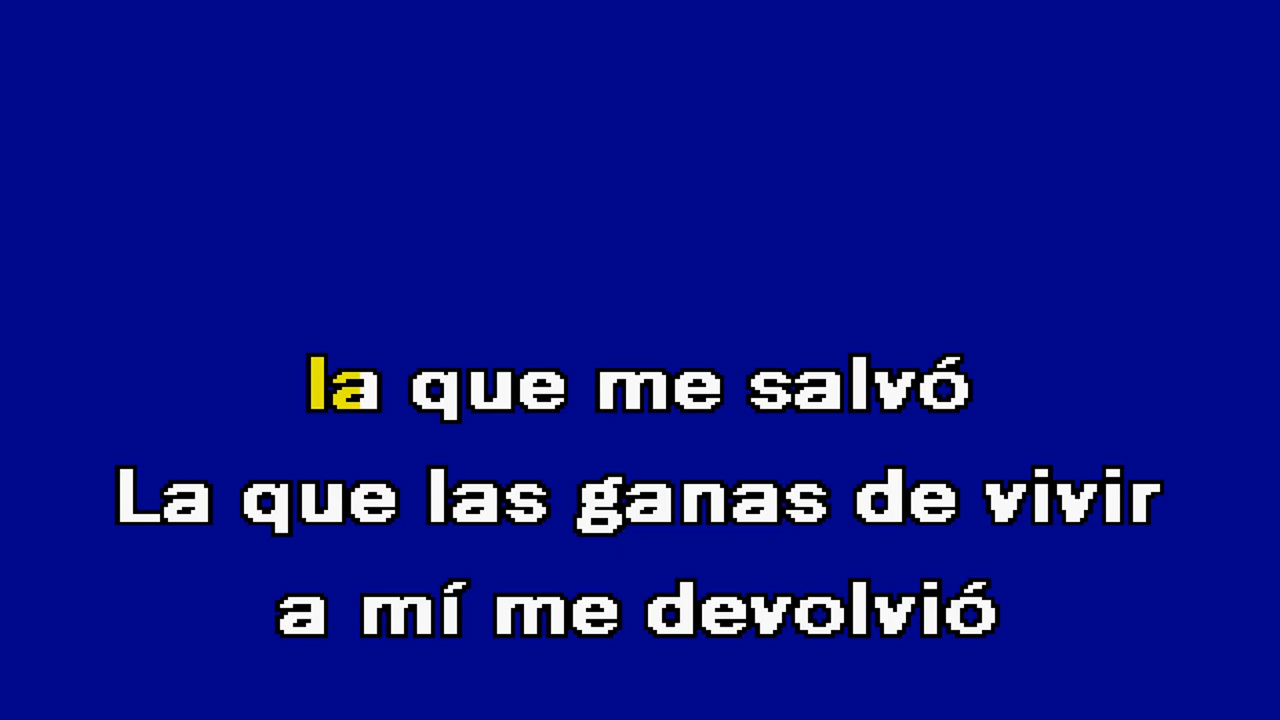 la que me salvó
La que las ganas de vivir
a mí me devolvió